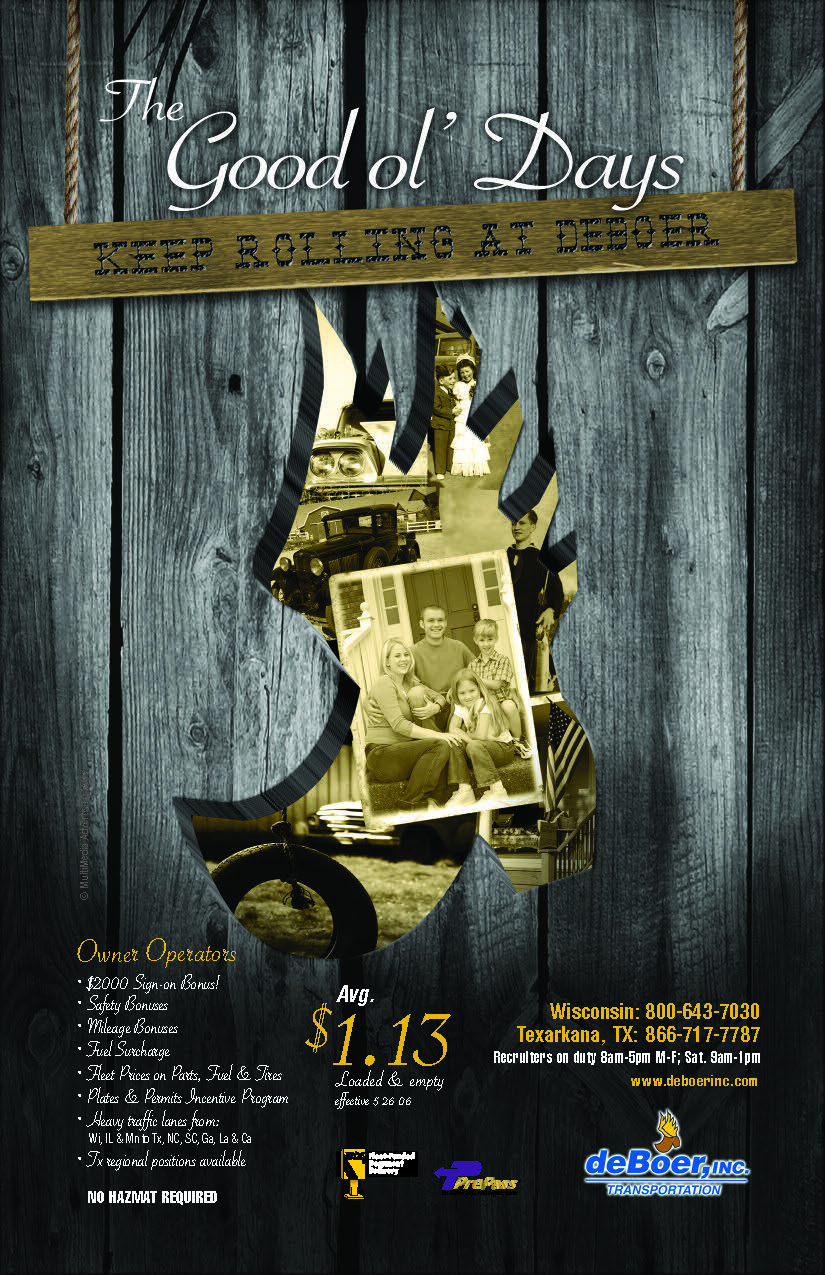 The
Good ol' Days
KEEP ROLLING AT DEBOER
© MultiMedia
Owner Operators
• $2000 Sign-on Bonus!
• Safety Bonuses
• Mileage Bonuses
• Fuel Surcharge
• Fleet Prices on Parts, Fuel & Tires
• Plates & Permits Incentive Program
• Heavy traffic lanes from:
Wi, IL & Mn to Tx, NC, SC, Ga, La & Ca
• Tx regional positions available
NO HAZMAT REQUIRED
Avg.
$1.13
Loaded & empty
effective 5 26 06
Wisconsin: 800-643-7030
Texarkana, TX: 866-717-7787
Recruiters on duty 8am-5pm M-F; Sat. 9am-1pm
www.deboerinc.com
Delivery
PrePass
deBoer, INC.
TRANSPORTATION